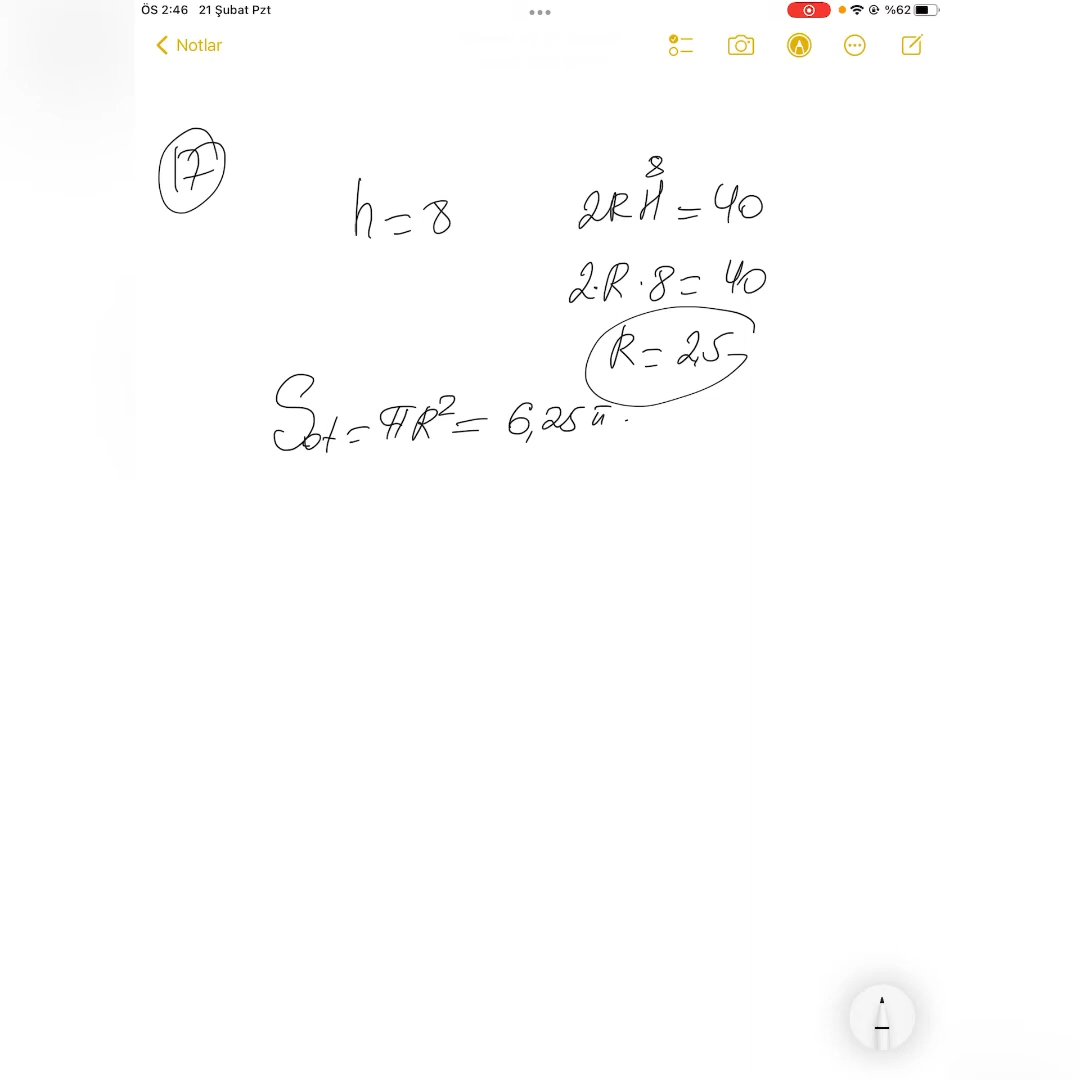 ÖS 2:46 21 Şubat Pzt %62
Notlar
17
h=8
8
2RH=40
2·R·8=40
R=2,5
Sot=πR²=6,25π.